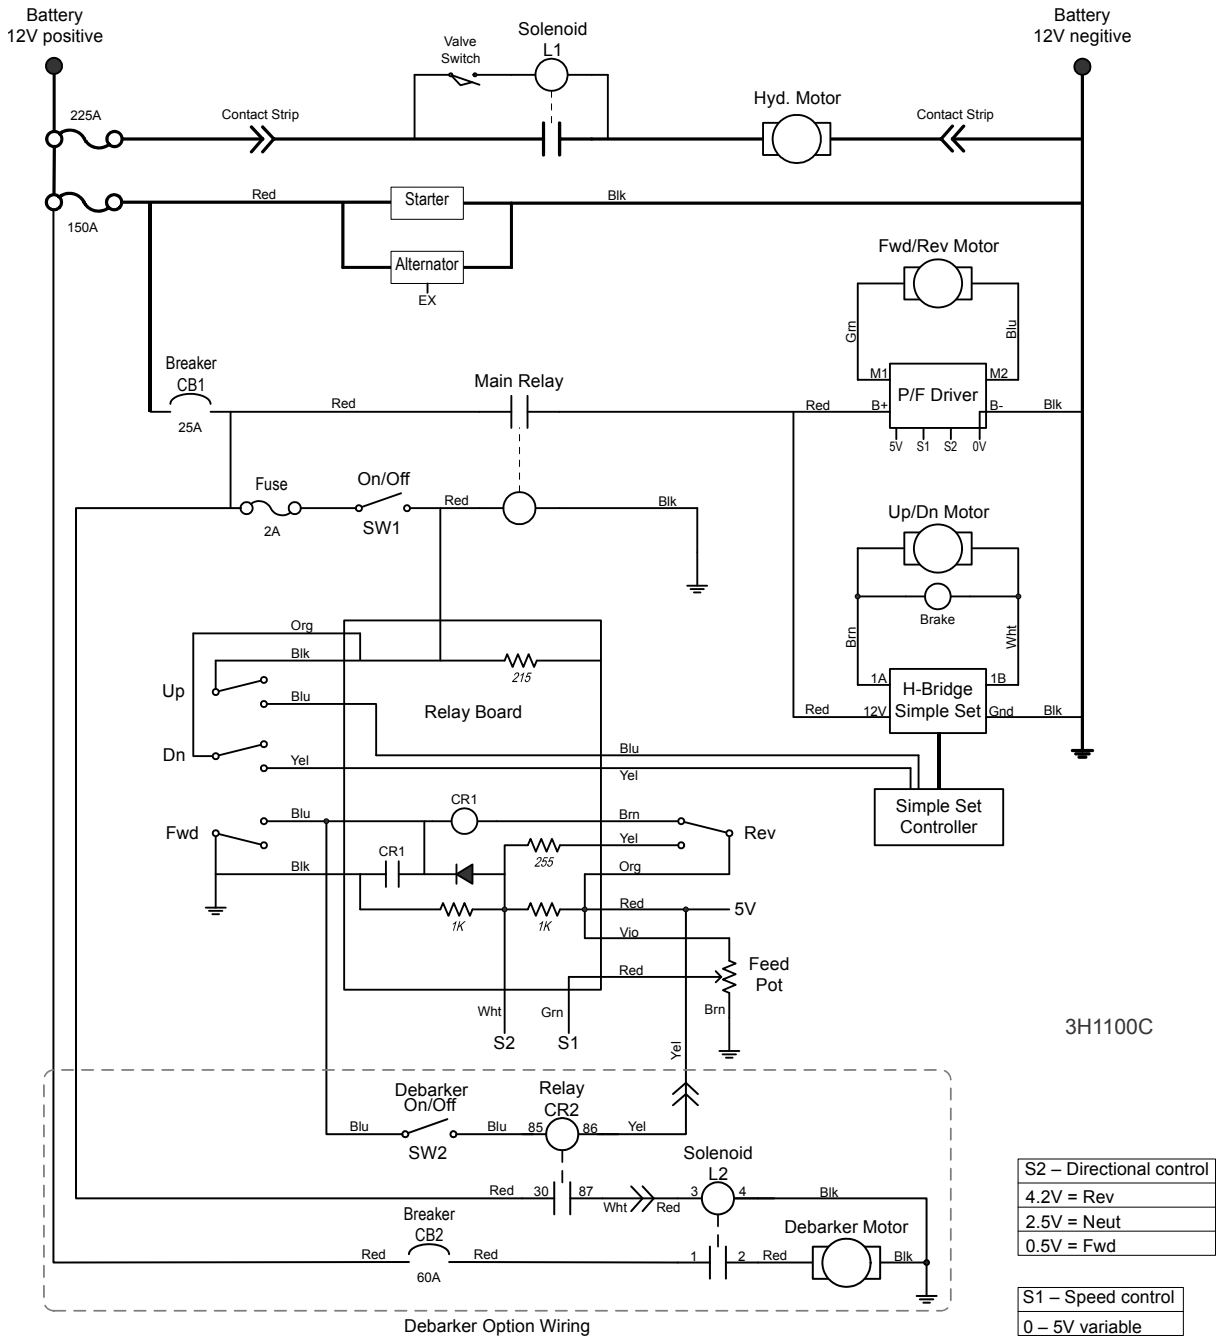 Battery
12V positive
Solenoid
L1
Valve
Switch
Battery
12V negitive
225A
Contact Strip
Hyd. Motor
Contact Strip
150A
Red
Starter
Blk
Alternator
EX
Fwd/Rev Motor
Grn
Blu
M1
M2
P/F Driver
Red
B+
B-
Blk
5V
S1
S2
0V
Breaker
CB1
25A
Red
Main Relay
Fuse
2A
On/Off
SW1
Red
Blk
Up/Dn Motor
Brake
Brn
Wht
1A
1B
H-Bridge
Simple Set
Red
12V
Gnd
Blk
Org
Blk
215
Up
Blu
Relay Board
Dn
Yel
Blu
Yel
Simple Set
Controller
Fwd
Blu
CR1
Brn
Rev
CR1
Yel
255
Blk
Org
1K
1K
Red
5V
Vio
Red
Feed
Pot
Brn
Wht
Grn
S2
S1
Yel
3H1100C
Debarker
On/Off
Relay
CR2
Blu
SW2
Blu
85
86
Yel
Solenoid
L2
Red
30
87
Wht
Red
3
4
Blk
Breaker
CB2
Red
60A
Red
1
2
Red
Debarker Motor
Blk
Debarker Option Wiring
S2 – Directional control
4.2V = Rev
2.5V = Neut
0.5V = Fwd
S1 – Speed control
0 – 5V variable